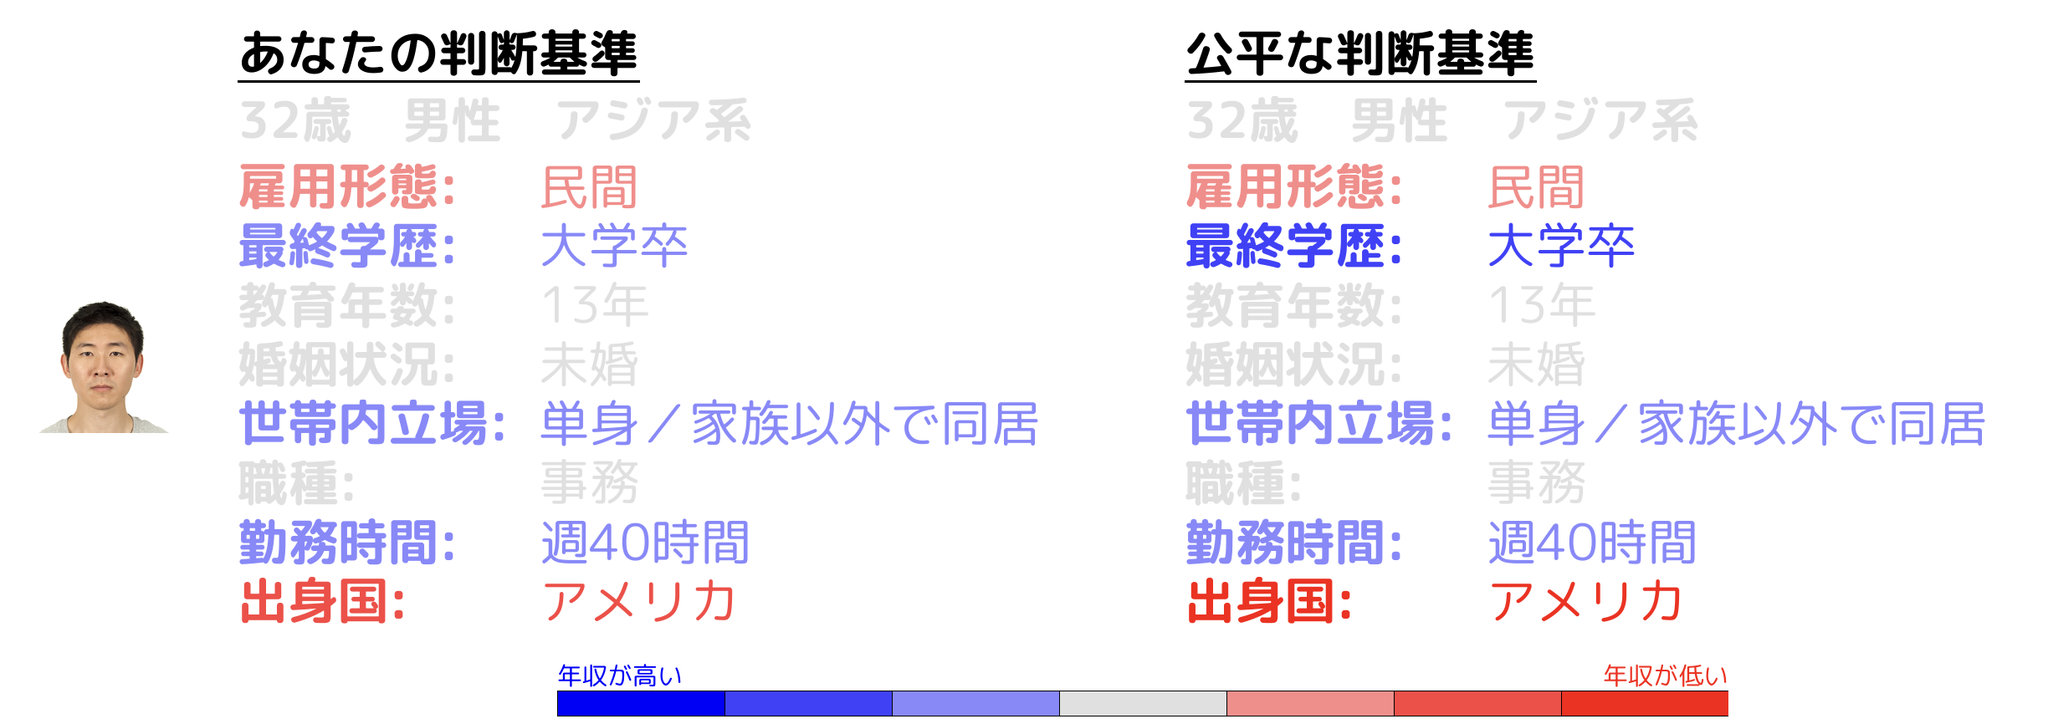 あなたの判断基準
32歳 男性 アジア系
雇用形態: 民間
最終学歴: 大学卒
教育年数: 13年
婚姻状況: 未婚
世帯内立場: 単身／家族以外で同居
職種: 事務
勤務時間: 週40時間
出身国: アメリカ
公平な判断基準
32歳 男性 アジア系
雇用形態: 民間
最終学歴: 大学卒
教育年数: 13年
婚姻状況: 未婚
世帯内立場: 単身／家族以外で同居
職種: 事務
勤務時間: 週40時間
出身国: アメリカ
年収が高い
年収が低い